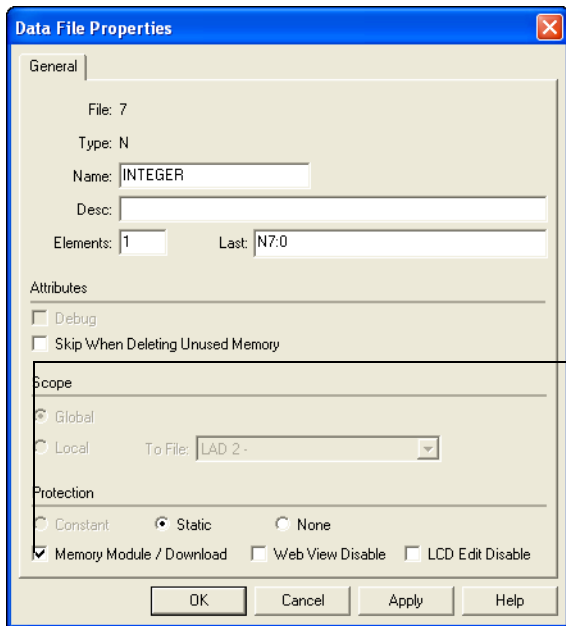 Data File Properties
General
File: 7
Type: N
Name: INTEGER
Desc:
Elements: 1 Last: N7:0
Attributes
Debug
Skip When Deleting Unused Memory
Scope
Global
Local To File: LAD 2 -
Protection
Constant Static None
Memory Module / Download Web View Disable LCD Edit Disable
OK Cancel Apply Help